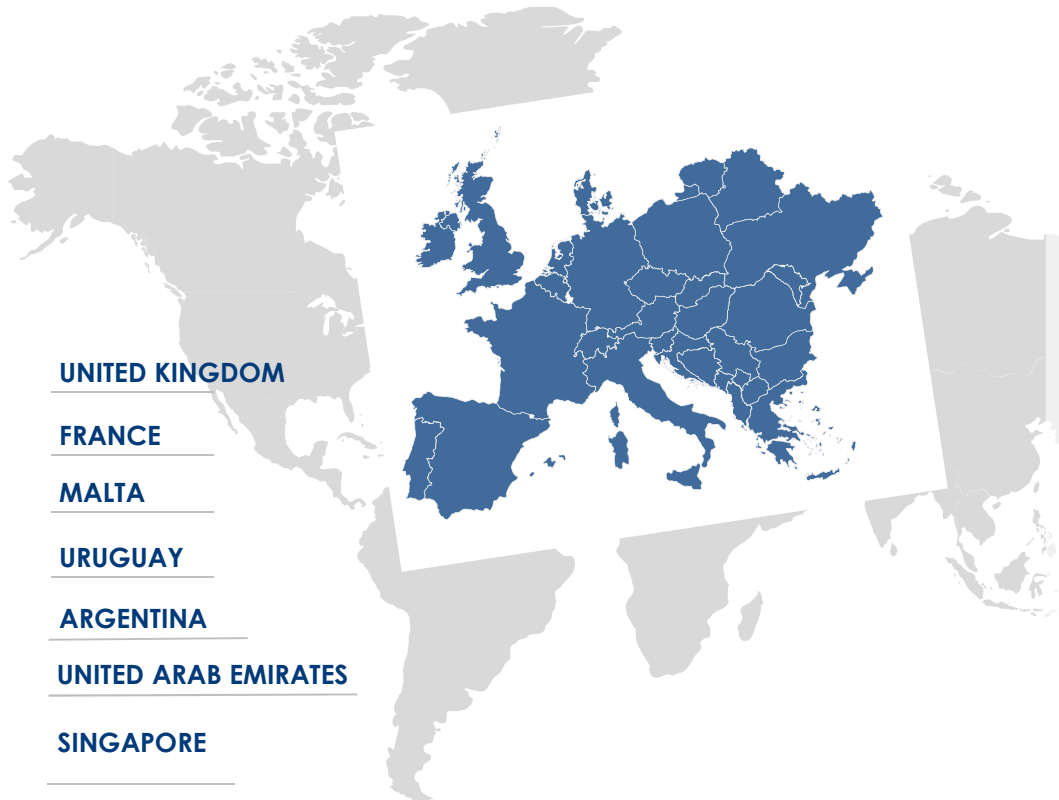 UNITED KINGDOM
FRANCE
MALTA
URUGUAY
ARGENTINA
UNITED ARAB EMIRATES
SINGAPORE